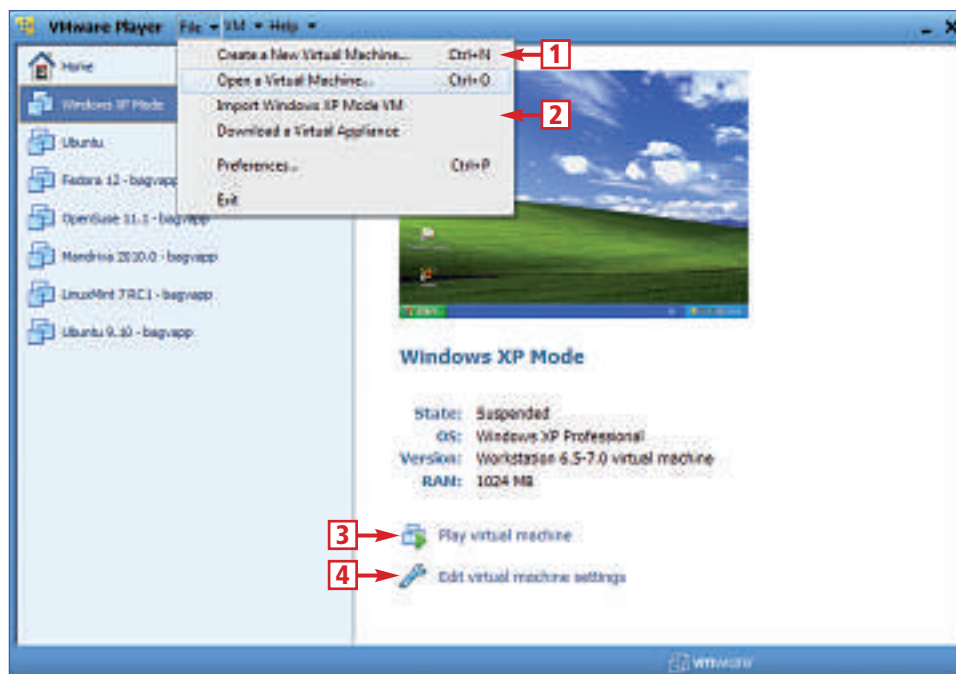 VMware Player File VM Help
Create a New Virtual Machine... Ctrl+N
1
Home
Open a Virtual Machine... Ctrl+O
Windows XP Mode
Import Windows XP Mode VM
2
Download a Virtual Appliance
Ubuntu
Preferences... Ctrl+P
Fedora 12 - bagvapp
Exit
OpenSuse 11.1 - bagvapp
Mandriva 2010.0 - bagvapp
LinuxMint 7 RC1 - bagvapp
Ubuntu 9.10 - bagvapp
Windows XP Mode
State: Suspended
OS: Windows XP Professional
Version: Workstation 6.5-7.0 virtual machine
RAM: 1024 MB
3 Play virtual machine
4 Edit virtual machine settings
vmware